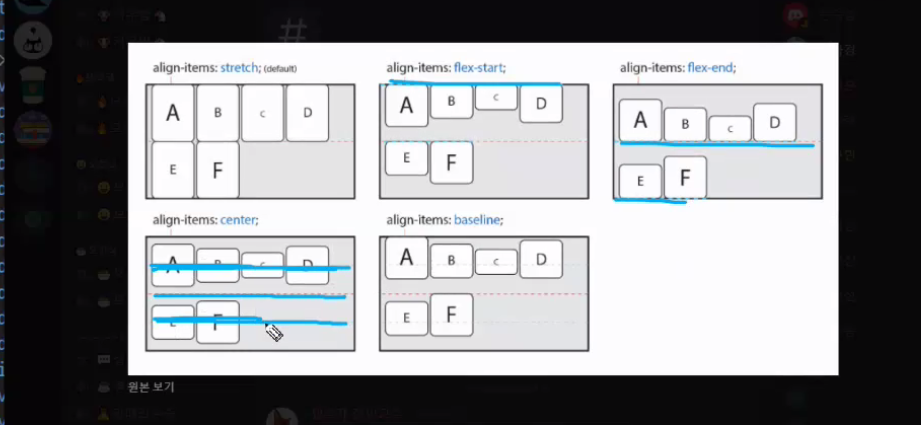 #
align-items: stretch; (default)
align-items: flex-start;
align-items: flex-end;
A B C D
A B C D
A B C D
E F
E F
E F
align-items: center;
align-items: baseline;
A B C D
A B C D
E F
E F
원본 보기